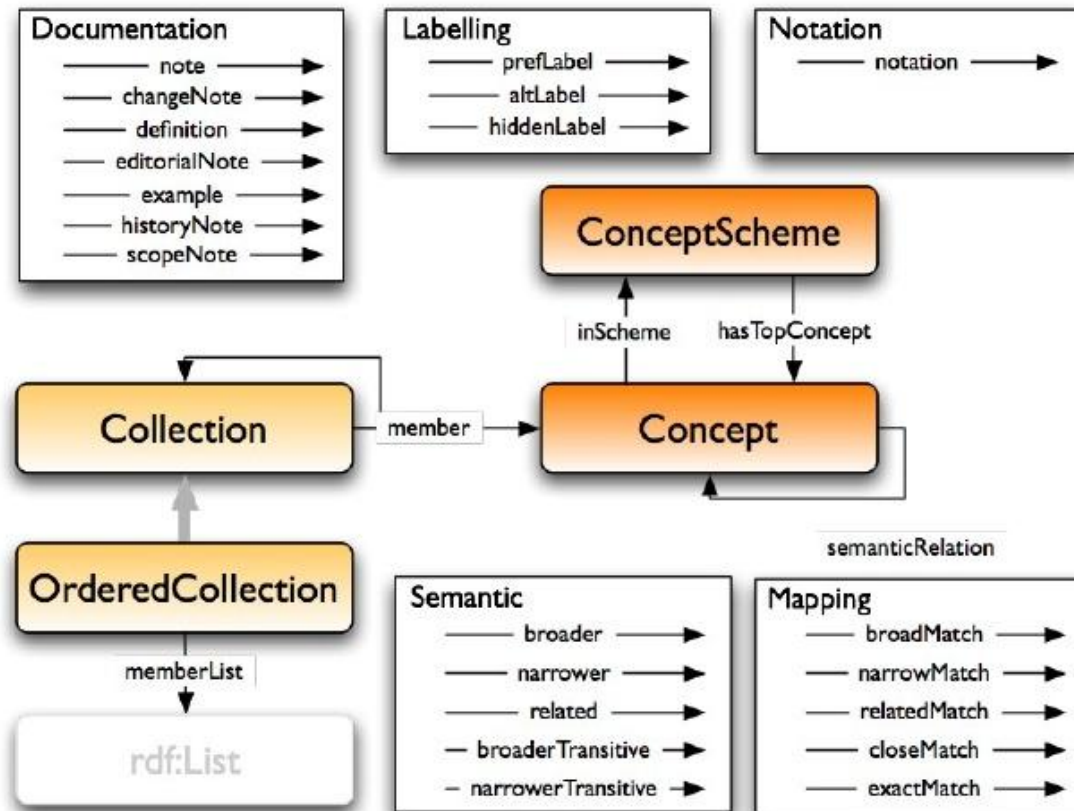 Documentation
note
changeNote
definition
editorialNote
example
historyNote
scopeNote
Labelling
prefLabel
altLabel
hiddenLabel
Notation
notation
ConceptScheme
inScheme
hasTopConcept
Collection
member
Concept
semanticRelation
OrderedCollection
memberList
rdf:List
Semantic
broader
narrower
related
broaderTransitive
narrowerTransitive
Mapping
broadMatch
narrowMatch
relatedMatch
closeMatch
exactMatch